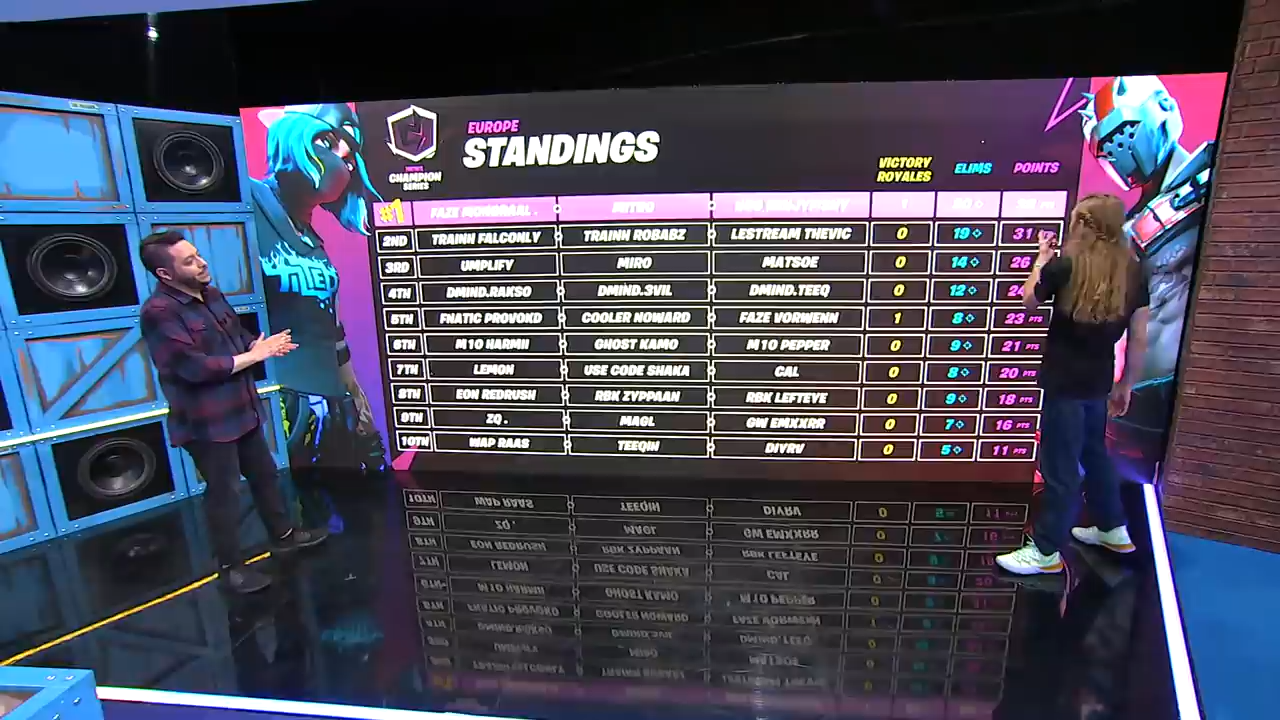 EUROPE
STANDINGS
CHAMPION
SERIES
VICTORY ROYALES ELIMS POINTS
#1 FAZE MONGRAAL MITRO 1
2ND TRAINH FALCONLY TRAINH ROBABZ LESTREAM THEVIC 0 19 31
3RD UMPLIFY MIRO MATSOE 0 14 26
4TH DMIND.RAKSO DMIND.3VIL DMIND.TEEQ 0 12
5TH FNATIC PROVOKD COOLER NOWARD FAZE VORWENN 1 8 23 PTS
6TH M10 HARMII GHOST KAMO M10 PEPPER 0 9 21 PTS
7TH LEMON USE CODE SHAKA CAL 0 8 20 PTS
8TH EON REDRUSH RBK ZYPPAAN RBK LEFTEYE 0 9 18 PTS
9TH ZQ. MAGL GW EMXXRR 0 7 16 PTS
10TH WAP RAAS TEEQIN DIYRV 0 5 11 PTS